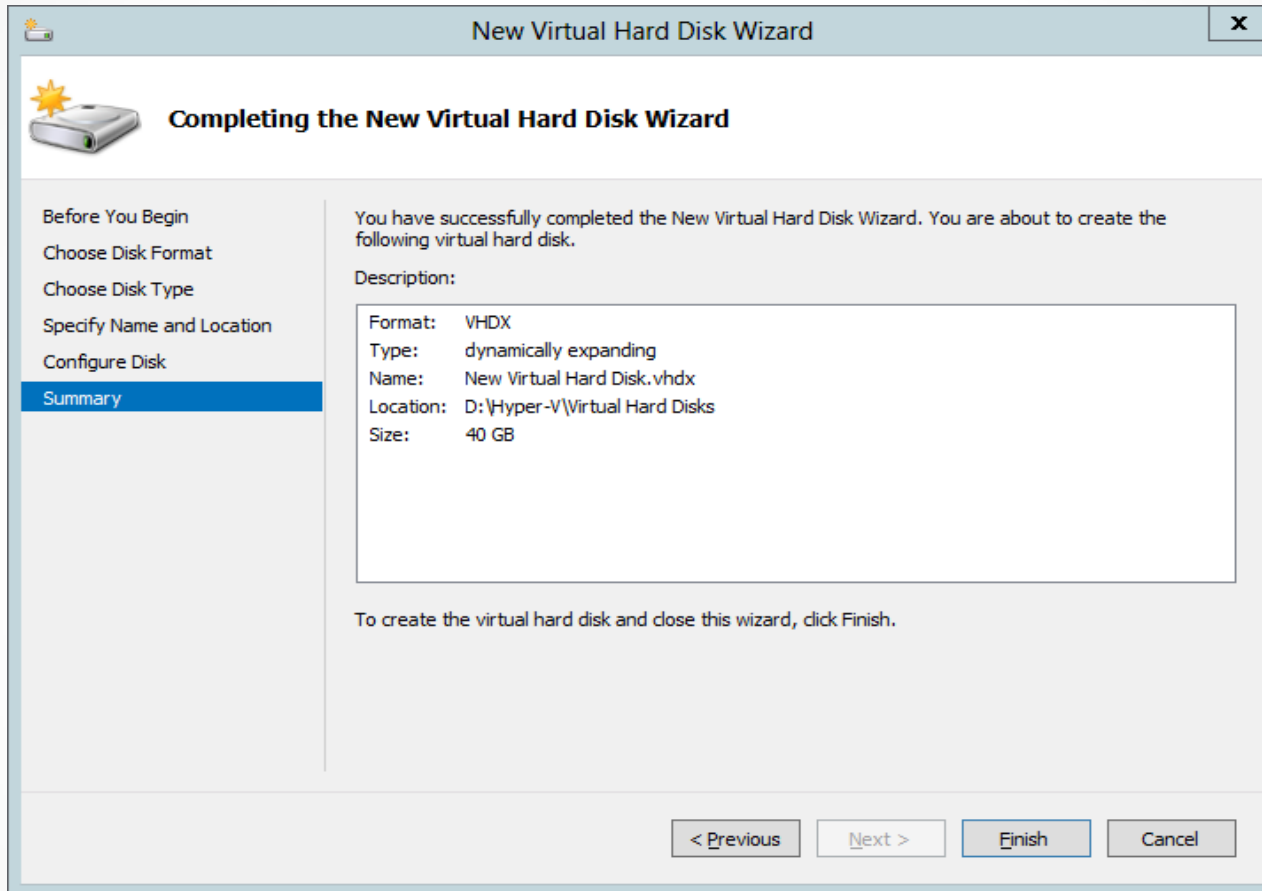 New Virtual Hard Disk Wizard
x
Completing the New Virtual Hard Disk Wizard
Before You Begin
Choose Disk Format
Choose Disk Type
Specify Name and Location
Configure Disk
Summary
You have successfully completed the New Virtual Hard Disk Wizard. You are about to create the
following virtual hard disk.
Description:
Format: VHDX
Type: dynamically expanding
Name: New Virtual Hard Disk.vhdx
Location: D:\Hyper-V\Virtual Hard Disks
Size: 40 GB
To create the virtual hard disk and close this wizard, click Finish.
< Previous
Next >
Finish
Cancel